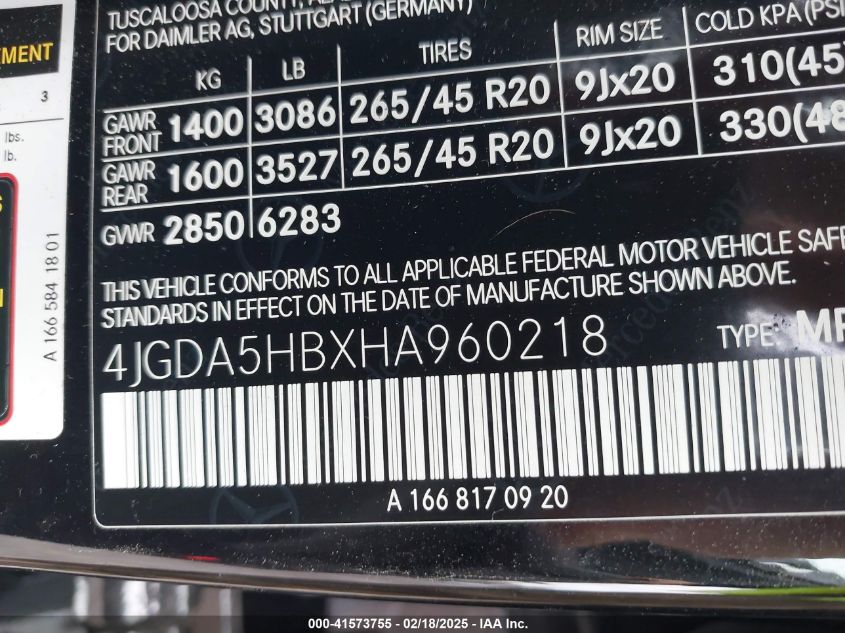 TUSCALOOSA COUNTY,
FOR DAIMLER AG, STUTTGART (GERMANY)
KG LB TIRES RIM SIZE COLD KPA (PSI
GAWR FRONT 1400 3086 265/45 R20 9Jx20 310(45
GAWR REAR 1600 3527 265/45 R20 9Jx20 330(48
GVWR 2850 6283
THIS VEHICLE CONFORMS TO ALL APPLICABLE FEDERAL MOTOR VEHICLE SAFE
STANDARDS IN EFFECT ON THE DATE OF MANUFACTURE SHOWN ABOVE.
4JGDA5HBXHA960218 TYPE: MP
A 166 817 09 20
EMENT
3
lbs.
lb.
S
N
A 166 584 18 01
000-41573755 / 02/18/2025 - IAA Inc.